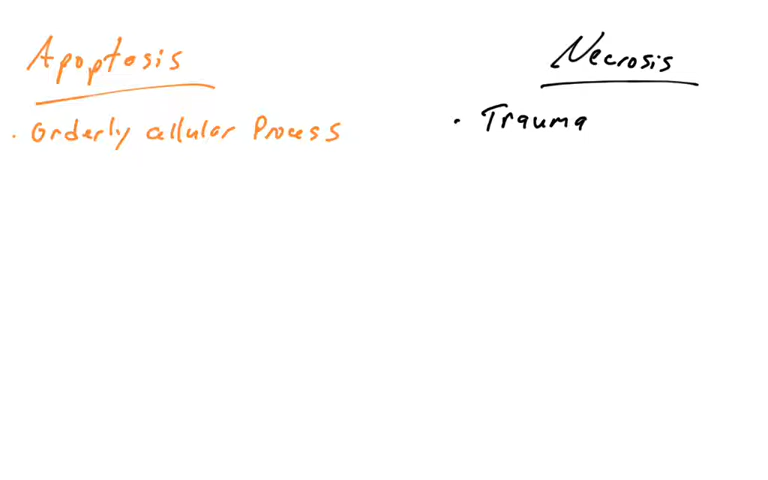 Apoptosis
• Orderly cellular Process
Necrosis
• Trauma